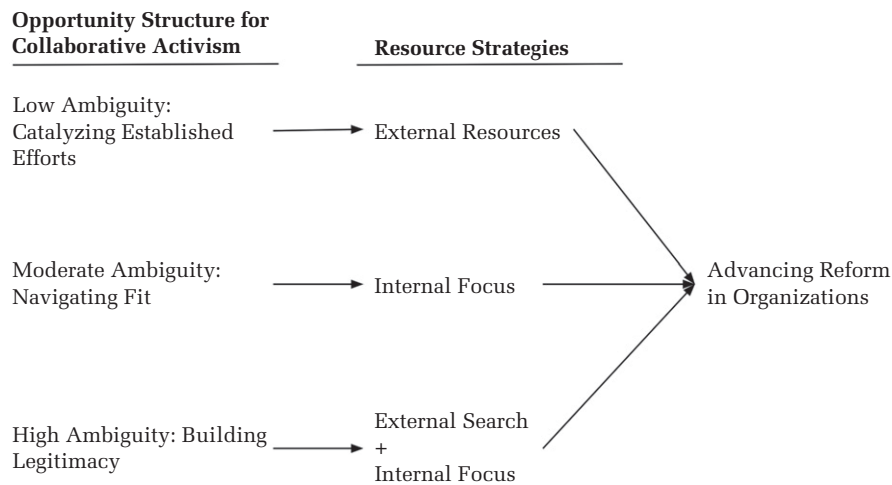 Opportunity Structure for
Collaborative Activism
Resource Strategies
Low Ambiguity:
Catalyzing Established
Efforts
External Resources
Moderate Ambiguity:
Navigating Fit
Internal Focus
Advancing Reform
in Organizations
High Ambiguity: Building
Legitimacy
External Search
+
Internal Focus